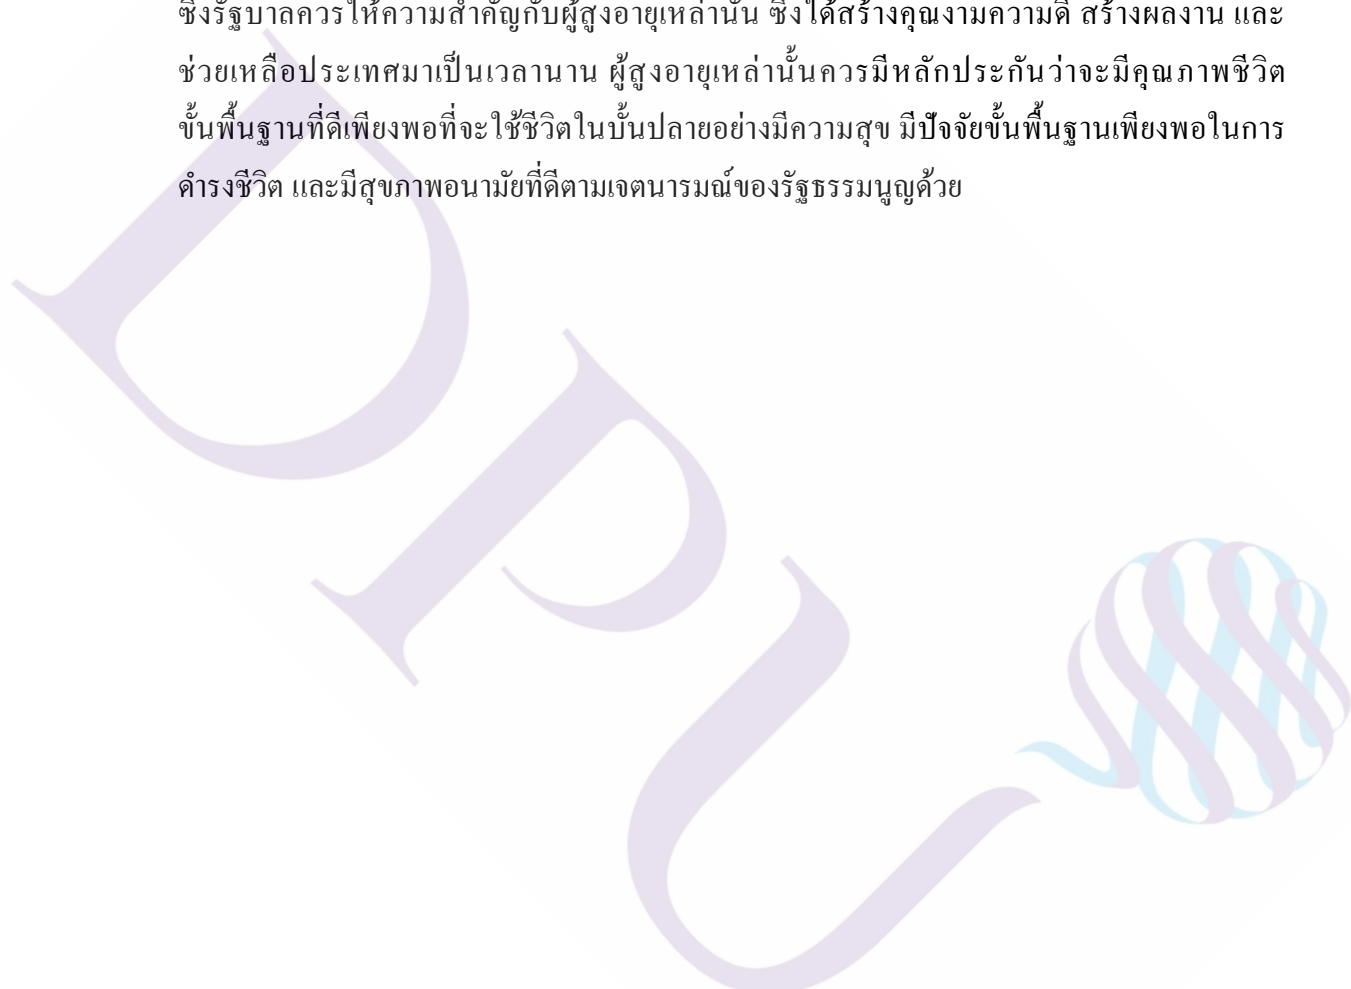 ซึ่งรัฐบาลควรให้ความสำคัญกับผู้สูงอายุเหล่านั้น ซึ่งได้สร้างคุณงามความดี สร้างผลงาน และ
ช่วยเหลือประเทศมาเป็นเวลานาน ผู้สูงอายุเหล่านั้นควรมีหลักประกันว่าจะมีคุณภาพชีวิต
ขั้นพื้นฐานที่ดีเพียงพอที่จะใช้ชีวิตในบั้นปลายอย่างมีความสุข มีปัจจัยขั้นพื้นฐานเพียงพอในการ
ดำรงชีวิต และมีสุขภาพอนามัยที่ดีตามเจตนารมณ์ของรัฐธรรมนูญด้วย
DPU